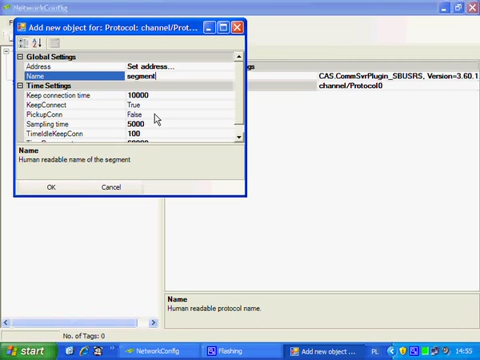 NetworkConfig
Add new object for: Protocol: channel/Prot...
Global Settings
Address Set address...
Name segment
Time Settings
Keep connection time 10000
KeepConnect True
PickupConn False
Sampling time 5000
TimeIdleKeepConn 100
Name
Human readable name of the segment
OK Cancel
CAS.CommSvrPlugin_SBUSRS, Version=3.60.1
channel/Protocol0
Name
Human readable protocol name.
No. of Tags: 0
start NetworkConfig Flashing Add new object ... PL 14:55